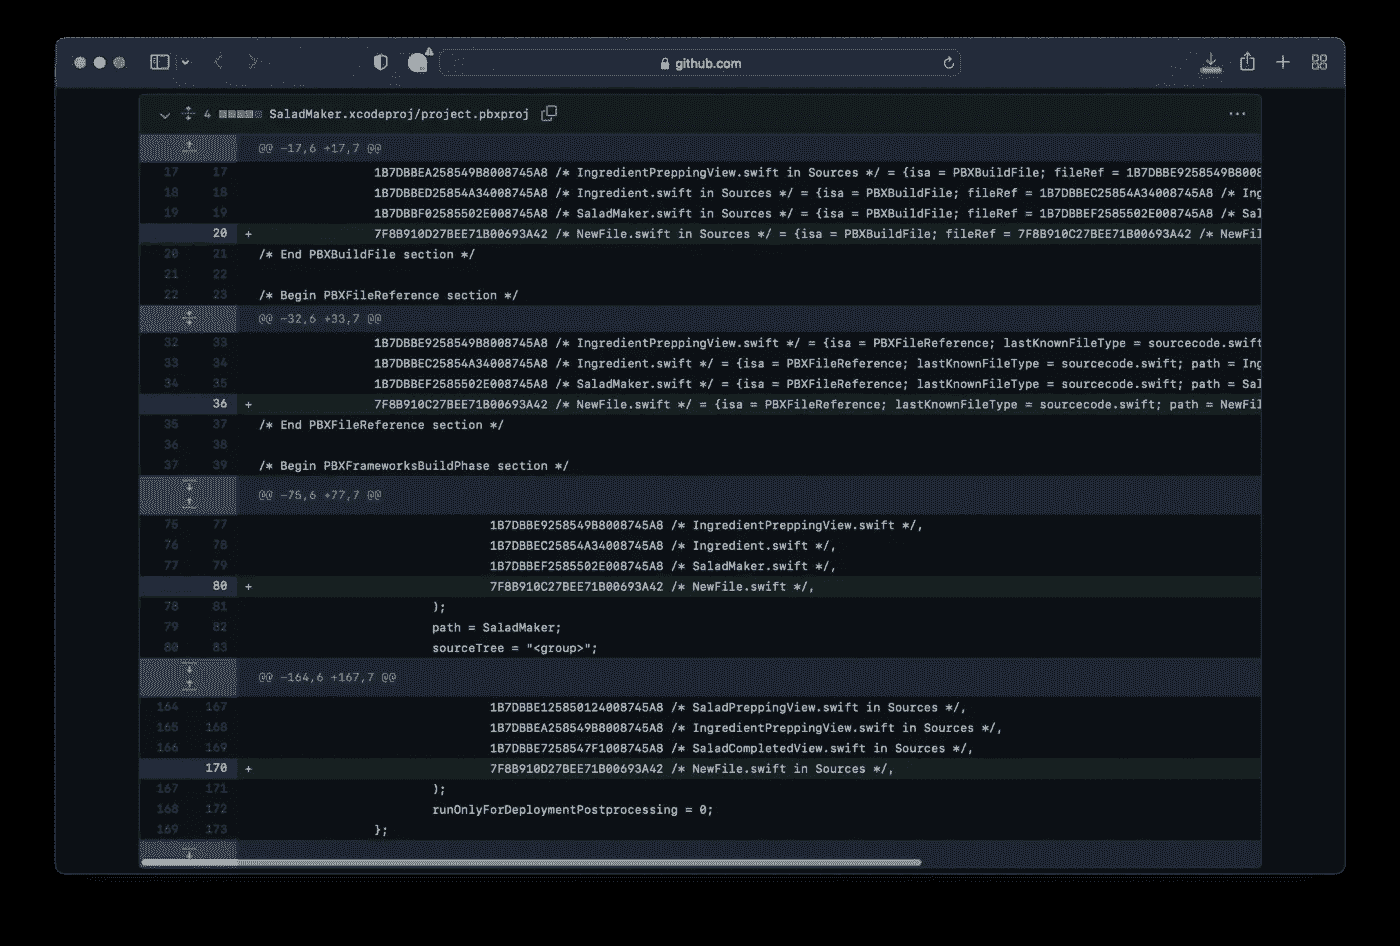 github.com
4 SaladMaker.xcodeproj/project.pbxproj ...
@@ -17,6 +17,7 @@
17 17 1B7DBBEA258549B8008745A8 /* IngredientPreppingView.swift in Sources */ = {isa = PBXBuildFile; fileRef = 1B7DBBE9258549B8008
18 18 1B7DBBED25854A34008745A8 /* Ingredient.swift in Sources */ = {isa = PBXBuildFile; fileRef = 1B7DBBEC25854A34008745A8 /* Ing
19 19 1B7DBBF02585502E008745A8 /* SaladMaker.swift in Sources */ = {isa = PBXBuildFile; fileRef = 1B7DBBEF2585502E008745A8 /* Sal
20 + 7F8B910D27BEE71B00693A42 /* NewFile.swift in Sources */ = {isa = PBXBuildFile; fileRef = 7F8B910C27BEE71B00693A42 /* NewFil
20 21 /* End PBXBuildFile section */
21 22
22 23 /* Begin PBXFileReference section */
@@ -32,6 +33,7 @@
32 33 1B7DBBE9258549B8008745A8 /* IngredientPreppingView.swift */ = {isa = PBXFileReference; lastKnownFileType = sourcecode.swift
33 34 1B7DBBEC25854A34008745A8 /* Ingredient.swift */ = {isa = PBXFileReference; lastKnownFileType = sourcecode.swift; path = Ing
34 35 1B7DBBEF2585502E008745A8 /* SaladMaker.swift */ = {isa = PBXFileReference; lastKnownFileType = sourcecode.swift; path = Sal
36 + 7F8B910C27BEE71B00693A42 /* NewFile.swift */ = {isa = PBXFileReference; lastKnownFileType = sourcecode.swift; path = NewFil
35 37 /* End PBXFileReference section */
36 38
37 39 /* Begin PBXFrameworksBuildPhase section */
@@ -75,6 +77,7 @@
75 77 1B7DBBE9258549B8008745A8 /* IngredientPreppingView.swift */,
76 78 1B7DBBEC25854A34008745A8 /* Ingredient.swift */,
77 79 1B7DBBEF2585502E008745A8 /* SaladMaker.swift */,
80 + 7F8B910C27BEE71B00693A42 /* NewFile.swift */,
78 81 );
79 82 path = SaladMaker;
80 83 sourceTree = "<group>";
@@ -164,6 +167,7 @@
164 167 1B7DBBE1258501240087​45A8 /* SaladPreppingView.swift in Sources */,
165 168 1B7DBBEA258549B8008745A8 /* IngredientPreppingView.swift in Sources */,
166 169 1B7DBBE7258547F1008745A8 /* SaladCompletedView.swift in Sources */,
170 + 7F8B910D27BEE71B00693A42 /* NewFile.swift in Sources */,
167 171 );
168 172 runOnlyForDeploymentPostprocessing = 0;
169 173 };